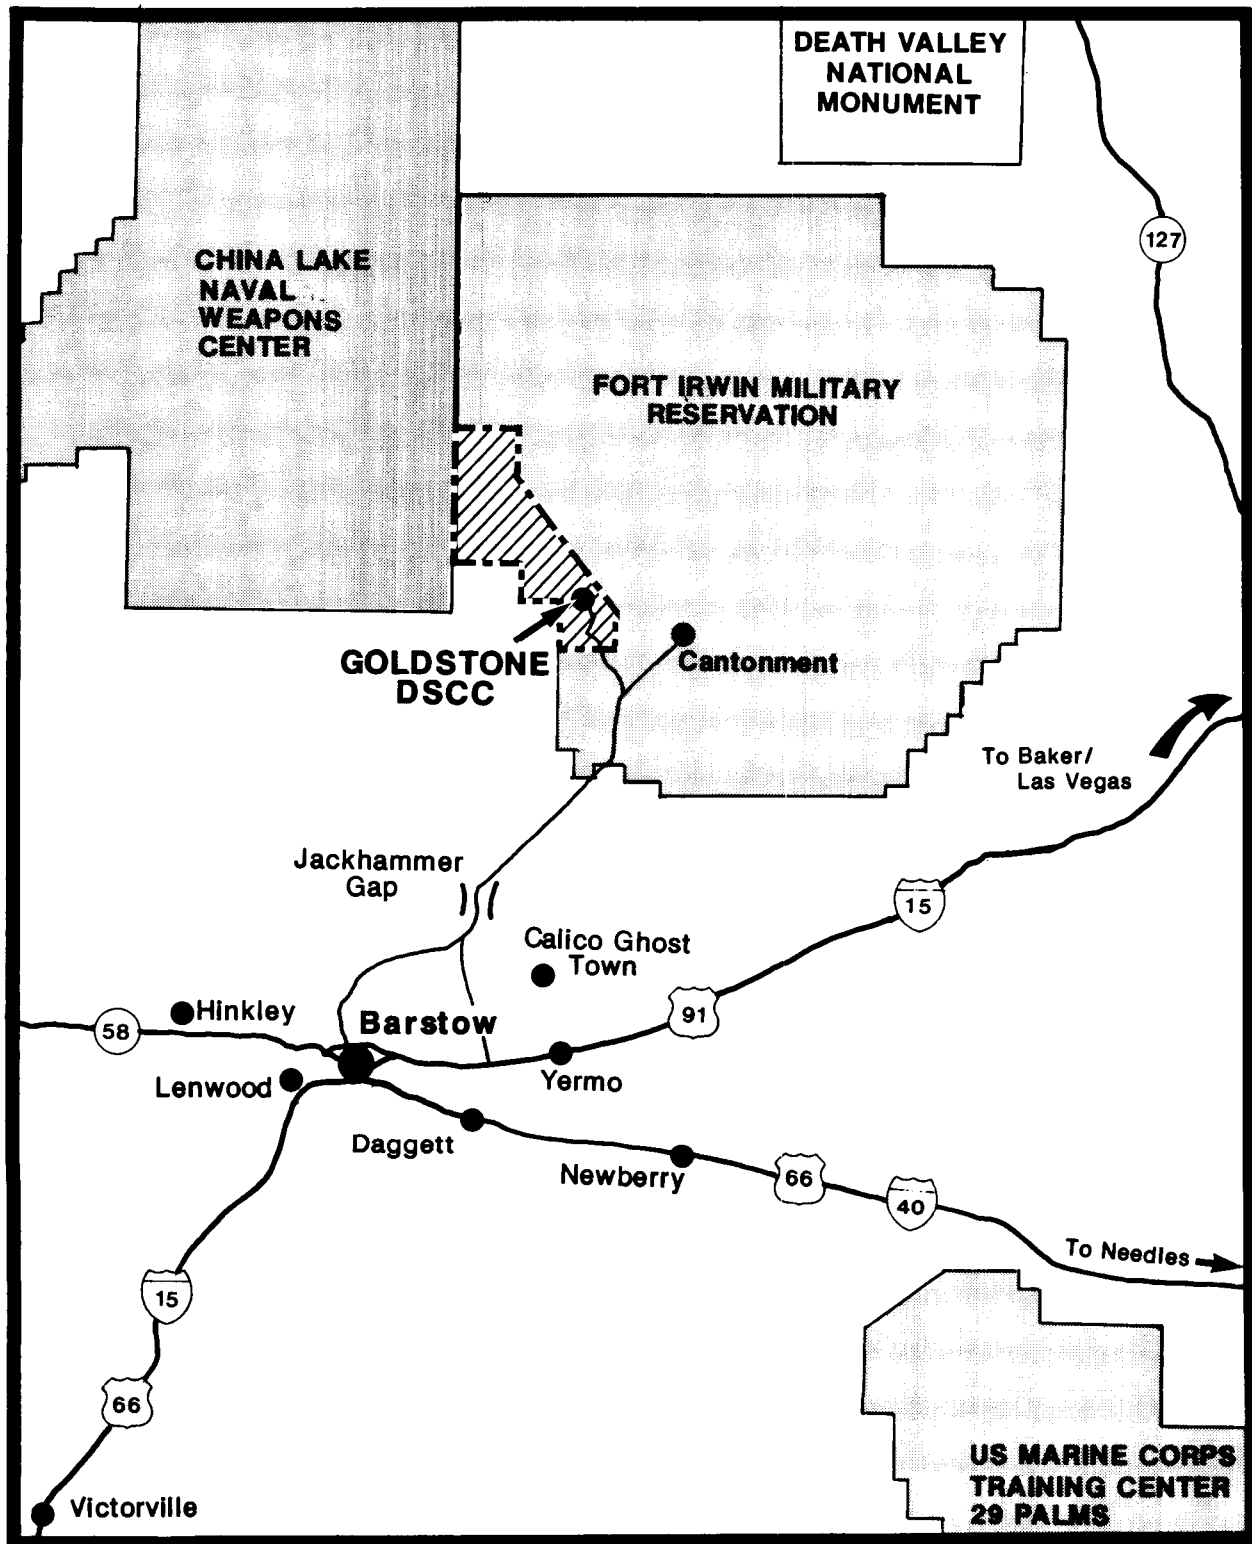 DEATH VALLEY
NATIONAL
MONUMENT
127
CHINA LAKE
NAVAL
WEAPONS
CENTER
FORT IRWIN MILITARY
RESERVATION
GOLDSTONE
DSCC
Cantonment
To Baker/
Las Vegas
Jackhammer
Gap
15
Calico Ghost
Town
Hinkley
58
Barstow
91
Lenwood
Yermo
Daggett
Newberry
66
40
To Needles
15
66
US MARINE CORPS
TRAINING CENTER
29 PALMS
Victorville